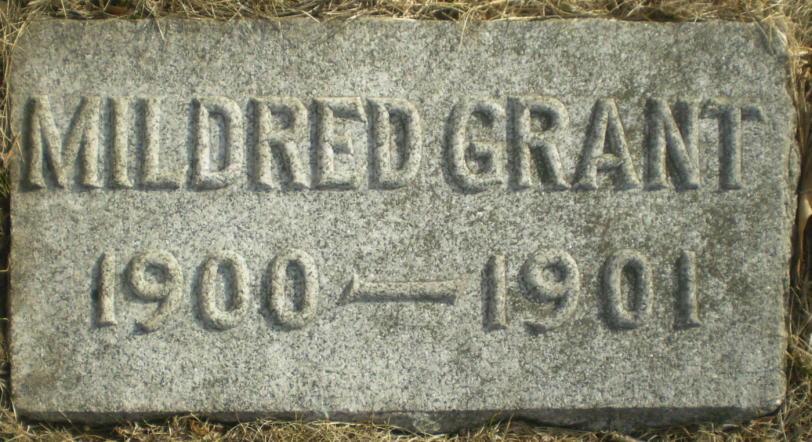 MILDRED GRANT
1900 — 1901